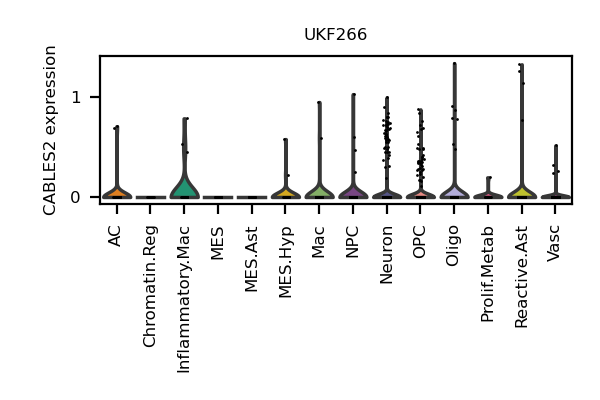 UKF266
CABLES2 expression
1
0
AC
Chromatin.Reg
Inflammatory.Mac
MES
MES.Ast
MES.Hyp
Mac
NPC
Neuron
OPC
Oligo
Prolif.Metab
Reactive.Ast
Vasc